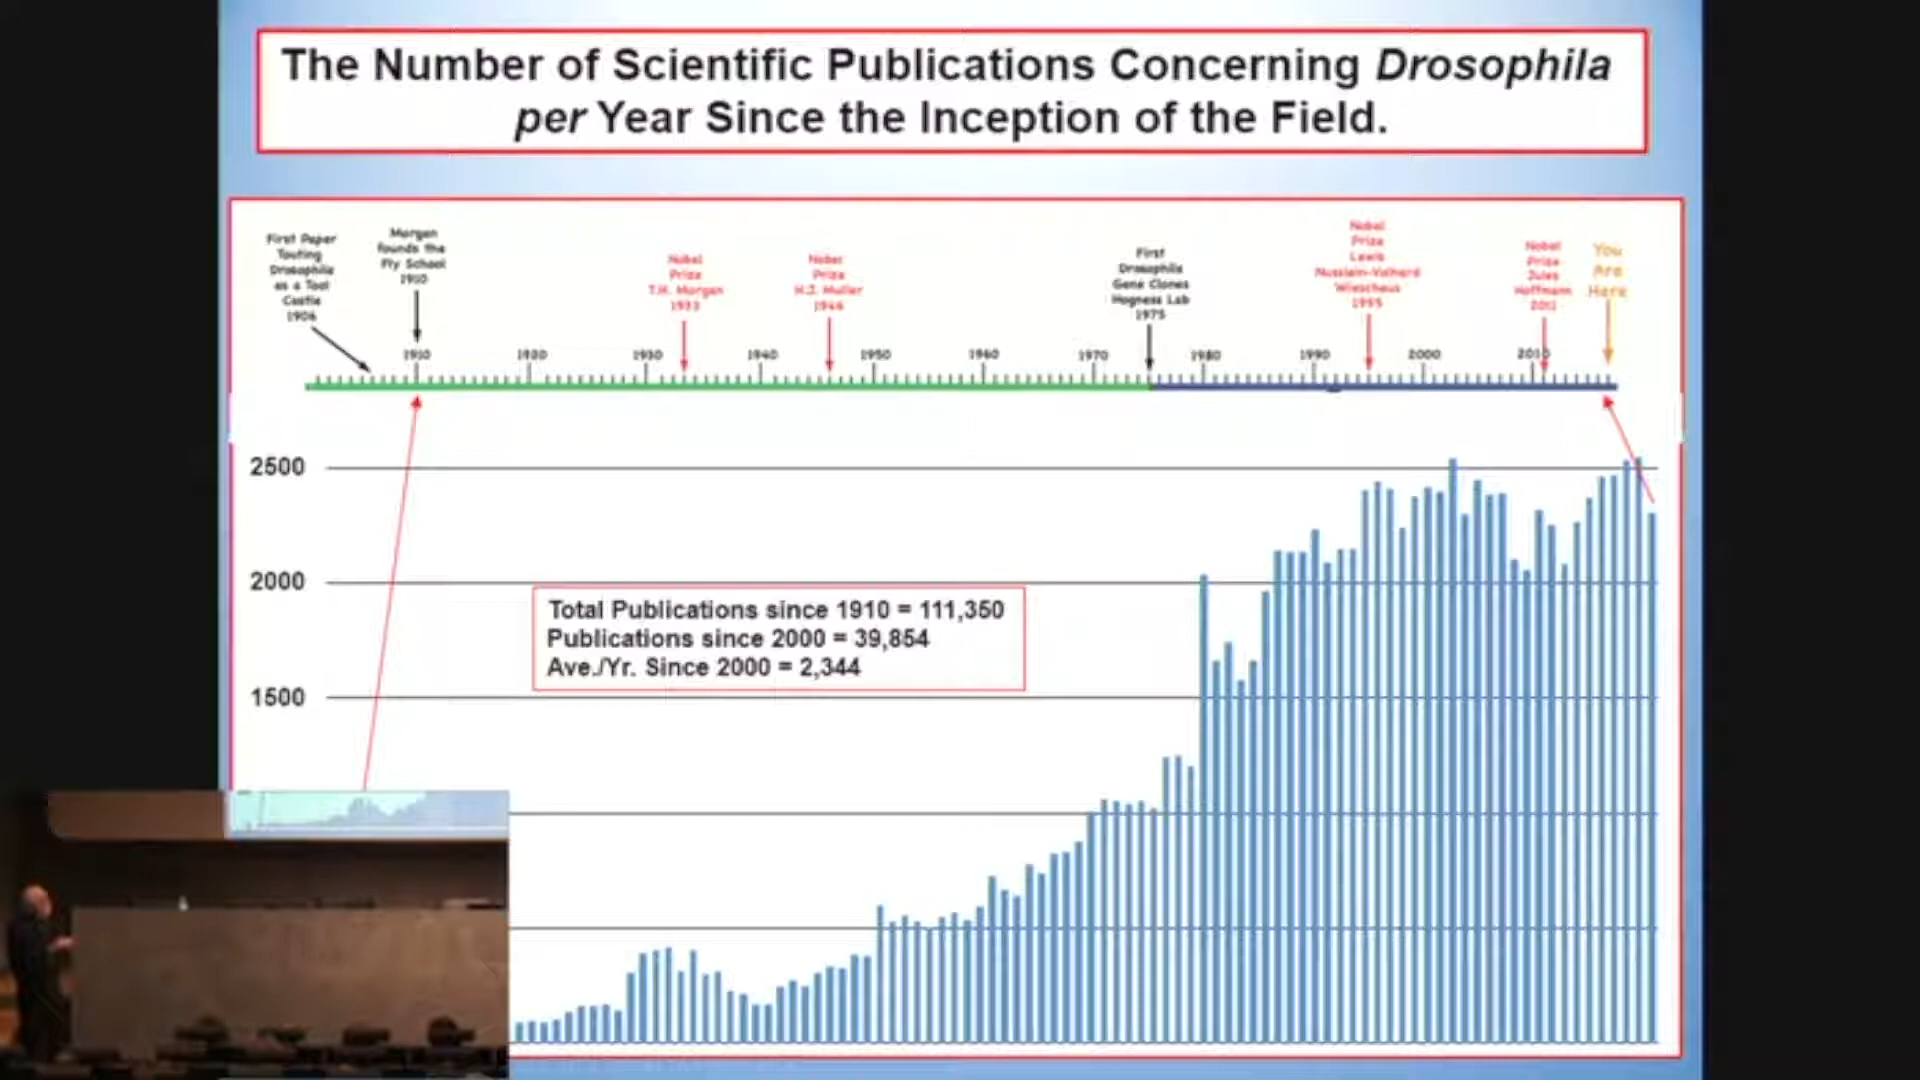 The Number of Scientific Publications Concerning Drosophila
per Year Since the Inception of the Field.
First Paper
Touting
Drosophila
as a Tool
Castle
1906
Morgan
founds the
Fly School
1910
Nobel
Prize
T.H. Morgan
1933
Nobel
Prize
H.J. Muller
1946
First
Drosophila
Gene Clones
Hogness Lab
1975
Nobel
Prize
Lewis
Nusslein-Volhard
Wieschaus
1995
Nobel
Prize
Jules
Hoffmann
2011
You
Are
Here
1910 1920 1930 1940 1950 1960 1970 1980 1990 2000 2010
2500
2000
Total Publications since 1910 = 111,350
Publications since 2000 = 39,854
Ave./Yr. Since 2000 = 2,344
1500